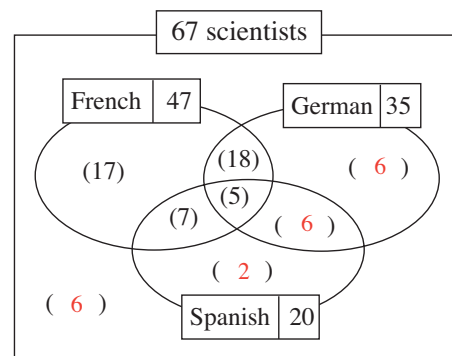 67 scientists
French 47
German 35
(18)
(17)
( 6 )
(5)
(7)
( 6 )
( 2 )
( 6 )
Spanish 20